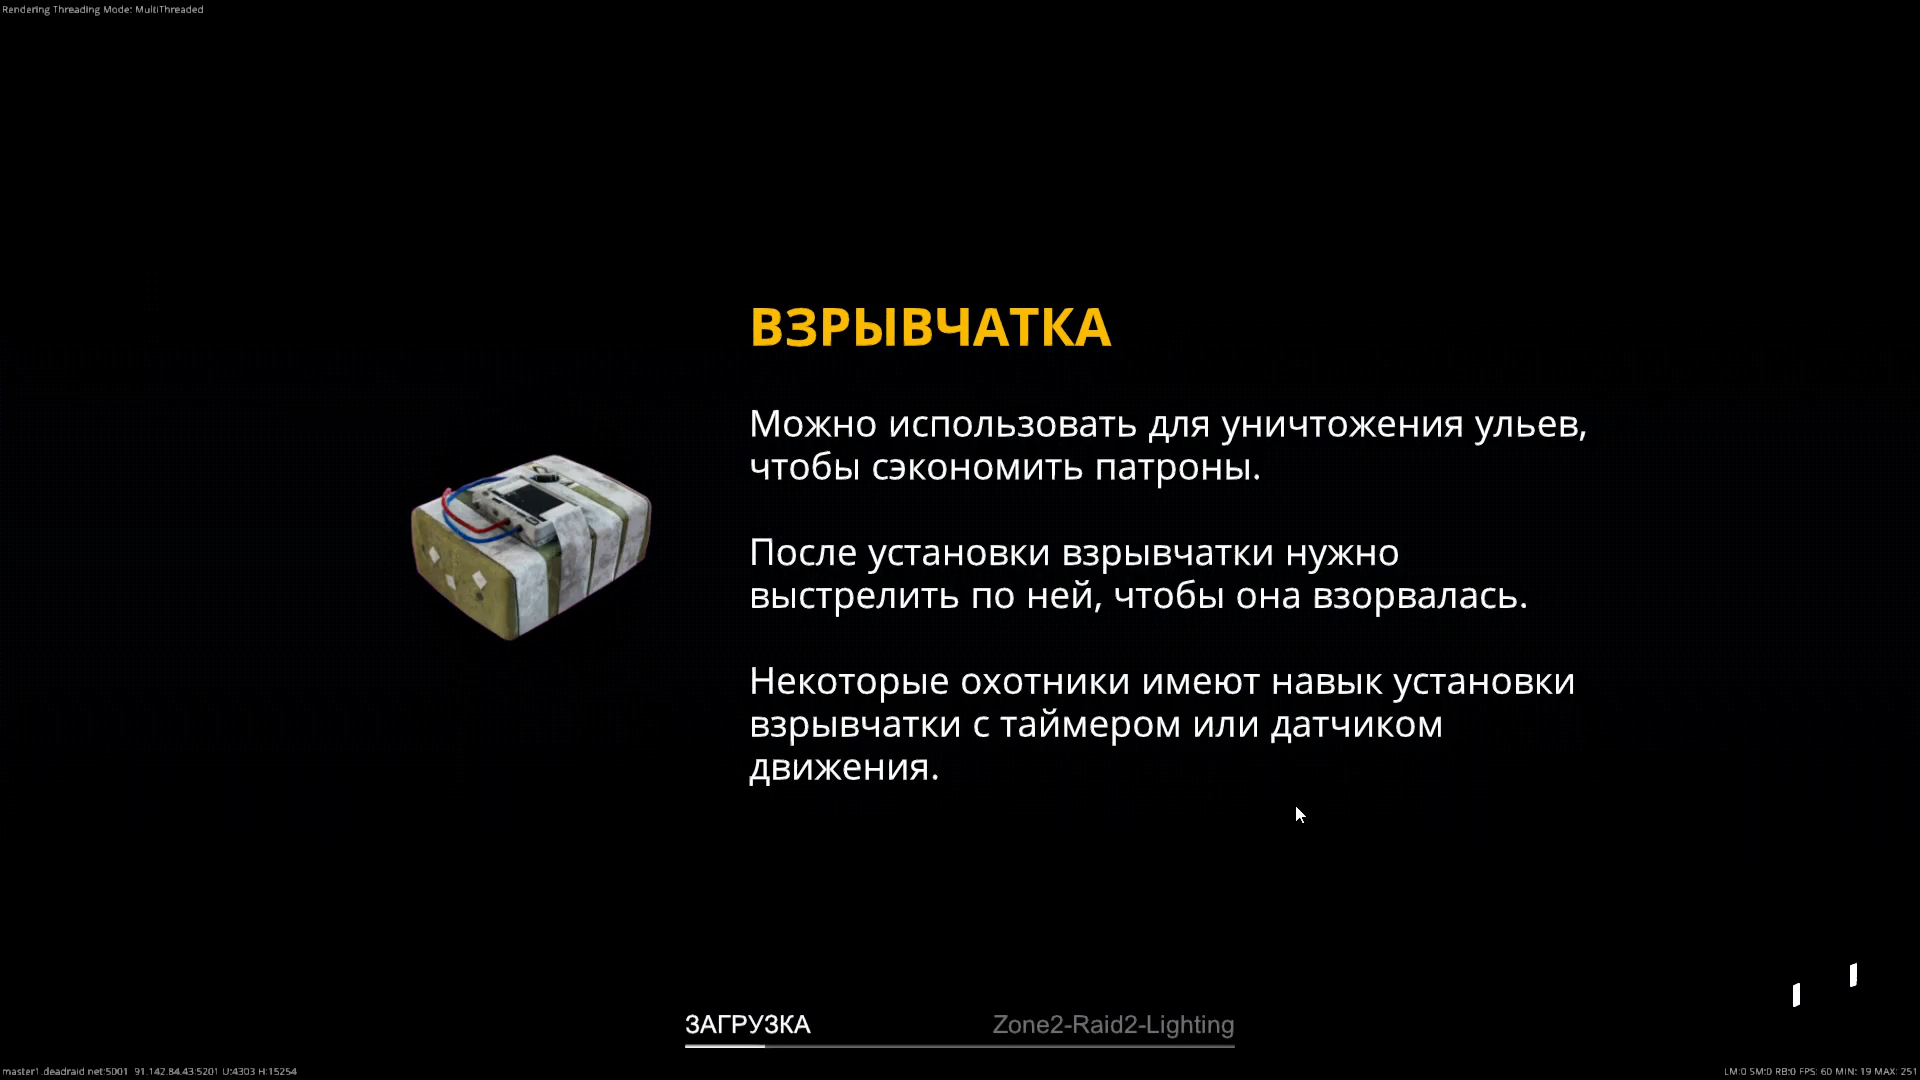 Rendering Threading Mode: MultiThreaded
ВЗРЫВЧАТКА
Можно использовать для уничтожения ульев,
чтобы сэкономить патроны.
После установки взрывчатки нужно
выстрелить по ней, чтобы она взорвалась.
Некоторые охотники имеют навык установки
взрывчатки с таймером или датчиком
движения.
ЗАГРУЗКА Zone2-Raid2-Lighting
master1.deadraid.net:5001 91.142.84.43:5201 U:4303 H:15254
LM:0 SM:0 RB:0 FPS: 60 MIN: 19 MAX: 251